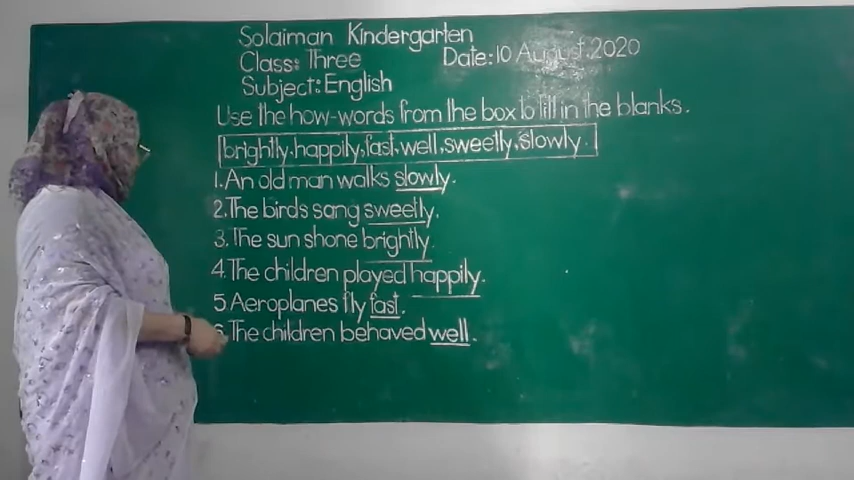 Solaiman Kindergarten
Class: Three Date: 10 August. 2020
Subject: English
Use the how-words from the box to fill in the blanks.
brightly, happily, fast, well, sweetly, slowly.
1. An old man walks slowly.
2. The birds sang sweetly.
3. The sun shone brightly.
4. The children played happily.
5 Aeroplanes fly fast.
6. The children behaved well.